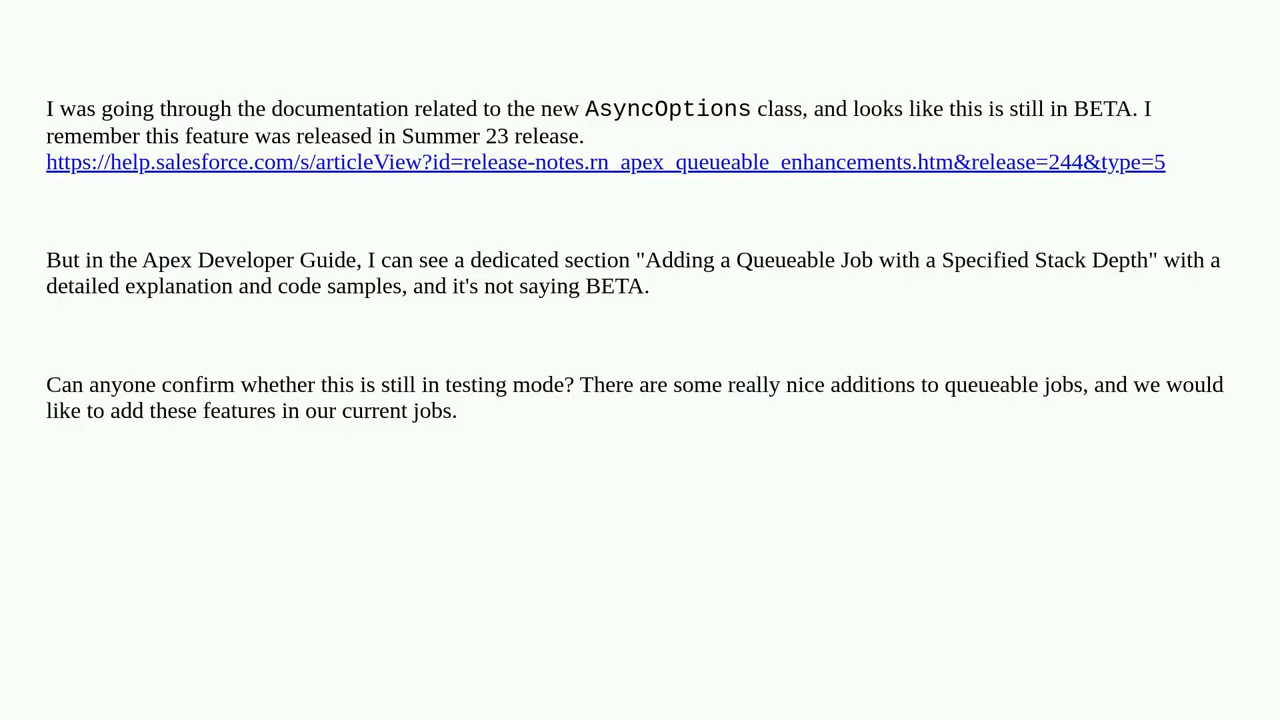 I was going through the documentation related to the new AsyncOptions class, and looks like this is still in BETA. I
remember this feature was released in Summer 23 release.
https://help.salesforce.com/s/articleView?id=release-notes.rn_apex_queueable_enhancements.htm&release=244&type=5
But in the Apex Developer Guide, I can see a dedicated section "Adding a Queueable Job with a Specified Stack Depth" with a
detailed explanation and code samples, and it's not saying BETA.
Can anyone confirm whether this is still in testing mode? There are some really nice additions to queueable jobs, and we would
like to add these features in our current jobs.